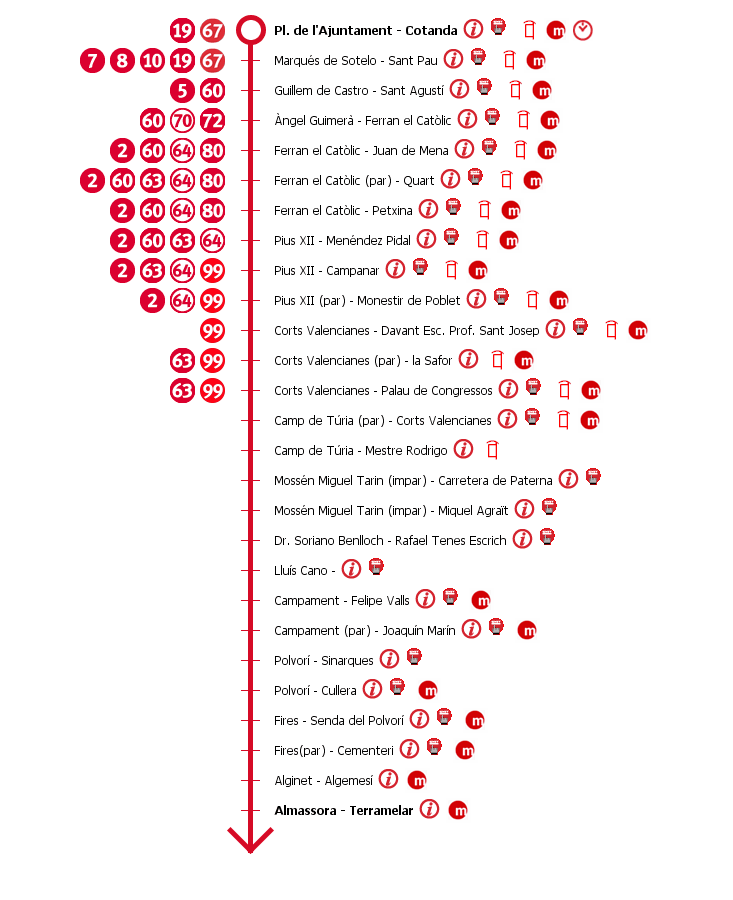 19 67 Pl. de l'Ajuntament - Cotanda i m
7 8 10 19 67 Marqués de Sotelo - Sant Pau i m
5 60 Guillem de Castro - Sant Agustí i m
60 70 72 Àngel Guimerà - Ferran el Catòlic i m
2 60 64 80 Ferran el Catòlic - Juan de Mena i m
2 60 63 64 80 Ferran el Catòlic (par) - Quart i m
2 60 64 80 Ferran el Catòlic - Petxina i m
2 60 63 64 Pius XII - Menéndez Pidal i m
2 63 64 99 Pius XII - Campanar i m
2 64 99 Pius XII (par) - Monestir de Poblet i m
99 Corts Valencianes - Davant Esc. Prof. Sant Josep i m
63 99 Corts Valencianes (par) - la Safor i m
63 99 Corts Valencianes - Palau de Congressos i m
Camp de Túria (par) - Corts Valencianes i m
Camp de Túria - Mestre Rodrigo i
Mossén Miguel Tarin (impar) - Carretera de Paterna i
Mossén Miguel Tarin (impar) - Miquel Agraït i
Dr. Soriano Benlloch - Rafael Tenes Escrich i
Lluís Cano - i
Campament - Felipe Valls i m
Campament (par) - Joaquín Marín i m
Polvorí - Sinarques i
Polvorí - Cullera i m
Fires - Senda del Polvorí i m
Fires(par) - Cementeri i m
Alginet - Algemesí i m
Almassora - Terramelar i m